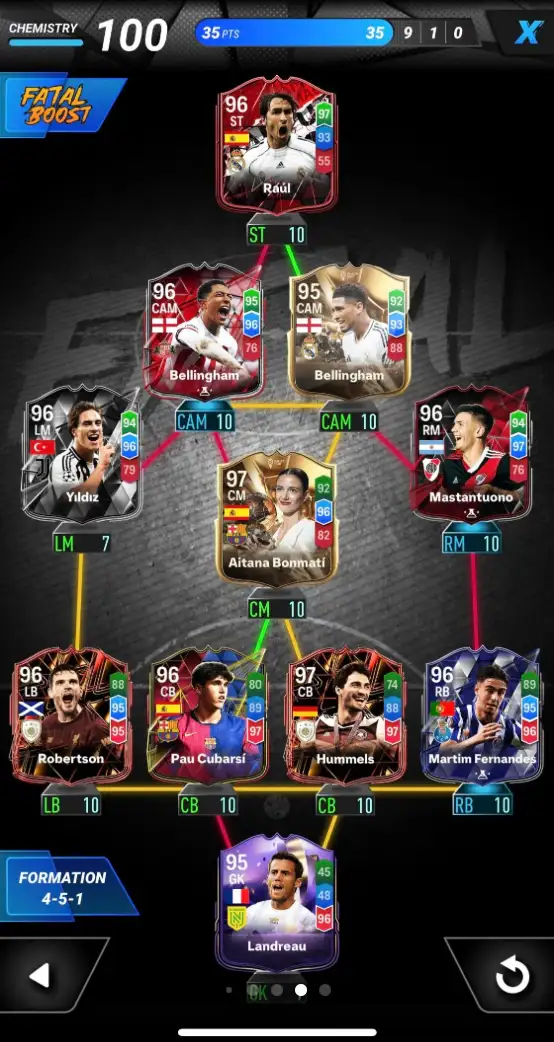 CHEMISTRY 100 35 PTS 35 9 1 0 X
FATAL
BOOST
96
ST
97
93
55
Raúl
ST 10
96
CAM
95
96
76
Bellingham
CAM 10
95
CAM
92
93
88
Bellingham
CAM 10
96
LM
94
96
79
Yıldız
LM 7
97
CM
92
96
82
Aitana Bonmatí
CM 10
96
RM
94
97
76
Mastantuono
RM 10
96
LB
88
95
95
Robertson
LB 10
96
CB
80
89
97
Pau Cubarsí
CB 10
97
CB
74
88
97
Hummels
CB 10
96
RB
89
95
96
Martim Fernandes
RB 10
95
GK
45
48
96
Landreau
GK
FORMATION
4-5-1